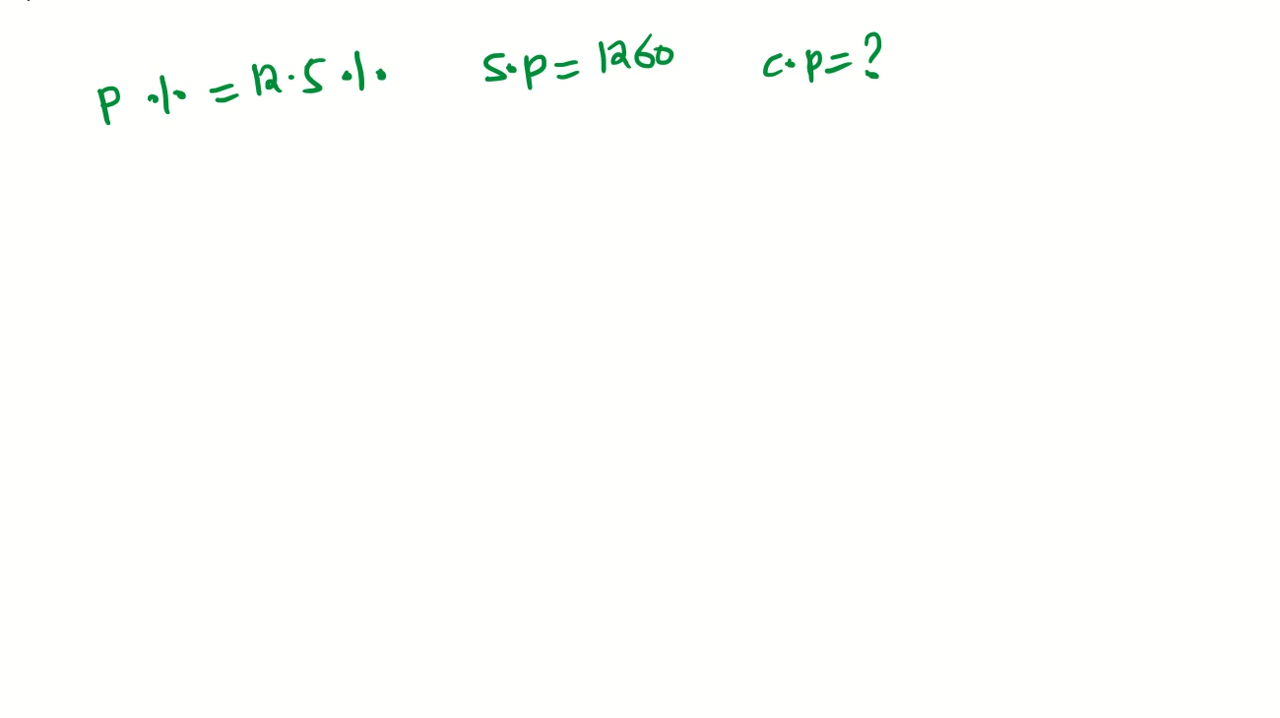 P % = 12.5 % S.P = 1260 C.P = ?